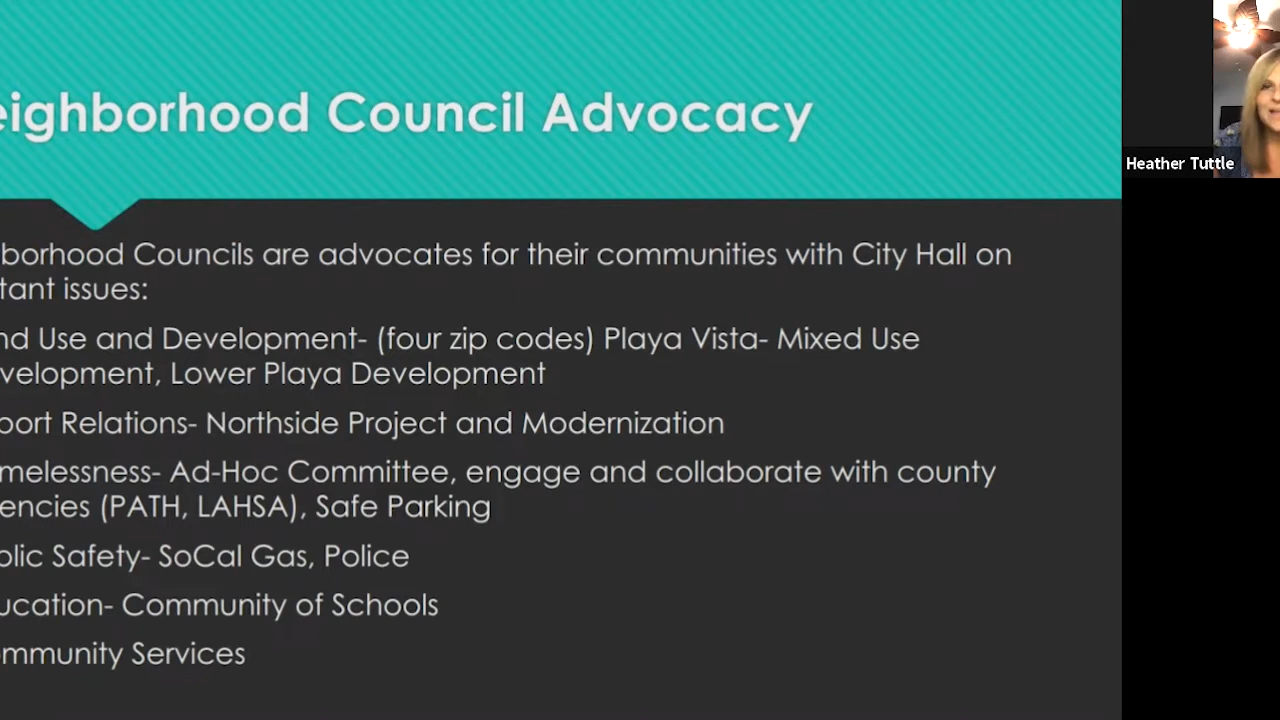 eighborhood Council Advocacy
Heather Tuttle
borhood Councils are advocates for their communities with City Hall on
tant issues:
nd Use and Development- (four zip codes) Playa Vista- Mixed Use
velopment, Lower Playa Development
port Relations- Northside Project and Modernization
melessness- Ad-Hoc Committee, engage and collaborate with county
encies (PATH, LAHSA), Safe Parking
blic Safety- SoCal Gas, Police
ucation- Community of Schools
mmunity Services